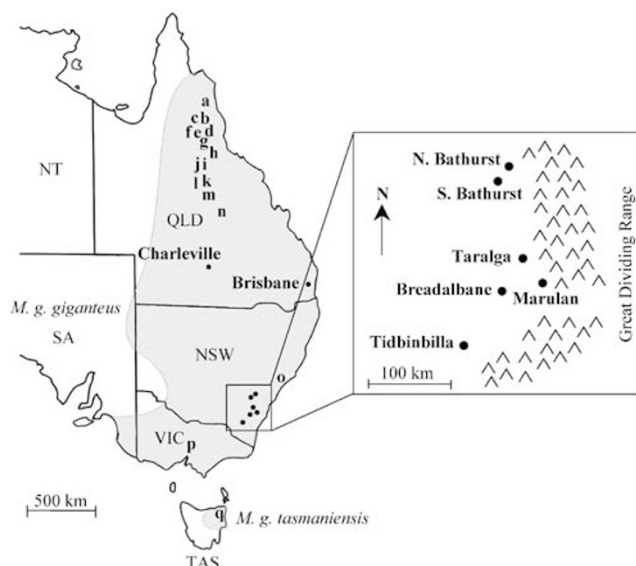 a
c b
f e d
g
h
j i
l k
m
n
NT
QLD
Charleville
Brisbane
M. g. giganteus
SA
NSW
o
VIC
p
500 km
q
M. g. tasmaniensis
TAS
N. Bathurst
S. Bathurst
N
Taralga
Breadalbane
Marulan
Tidbinbilla
100 km
Great Dividing Range